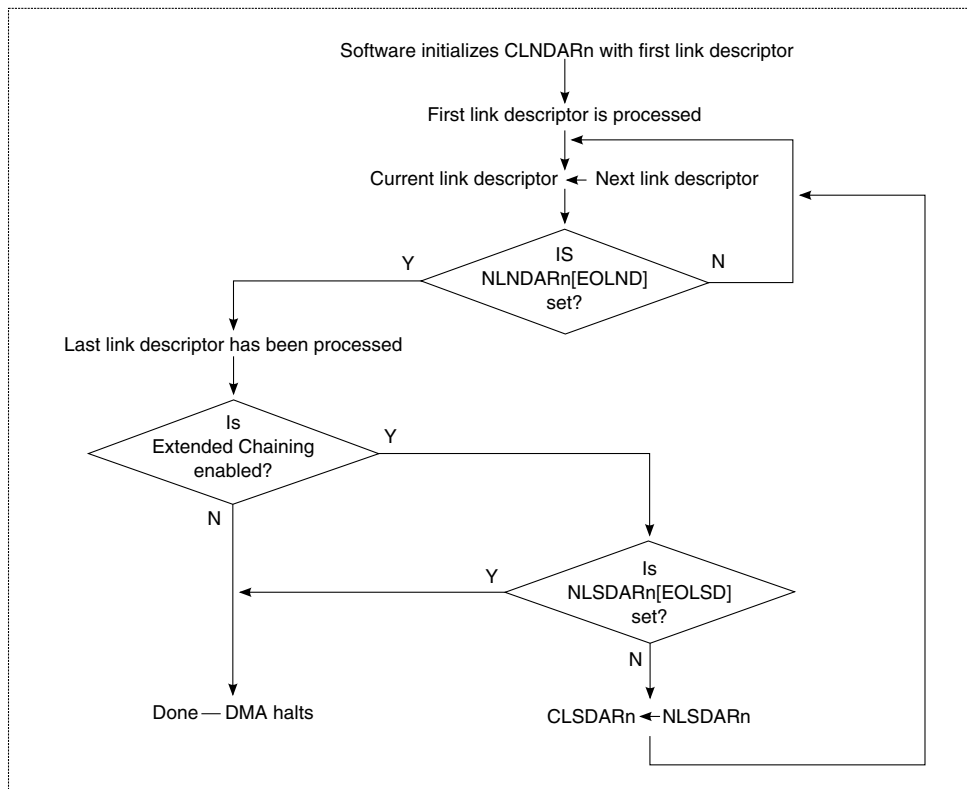 Software initializes CLNDARn with first link descriptor
First link descriptor is processed
Current link descriptor
Next link descriptor
IS
NLNDARn[EOLND]
set?
Y
N
Last link descriptor has been processed
Is
Extended Chaining
enabled?
Y
N
Is
NLSDARn[EOLSD]
set?
Y
N
Done — DMA halts
CLSDARn
NLSDARn